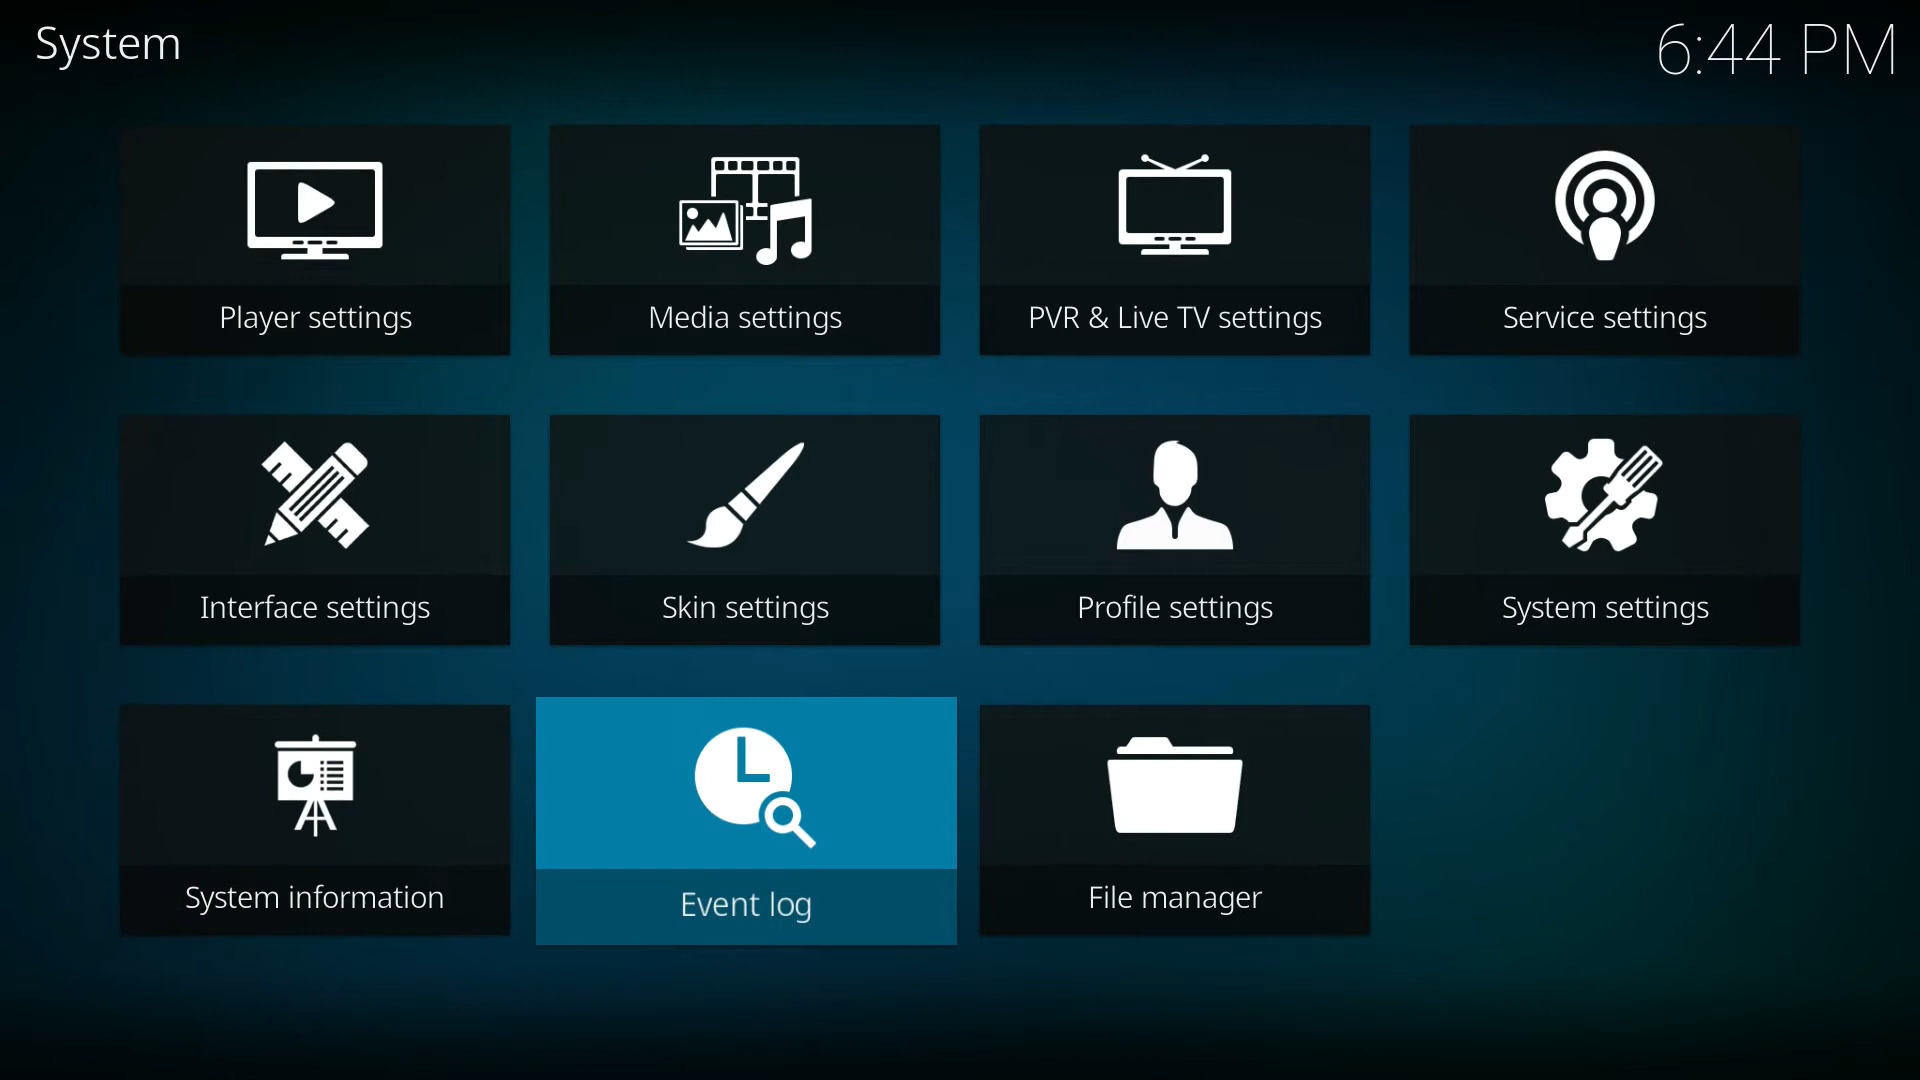 System
6:44 PM
Player settings
Media settings
PVR & Live TV settings
Service settings
Interface settings
Skin settings
Profile settings
System settings
System information
Event log
File manager